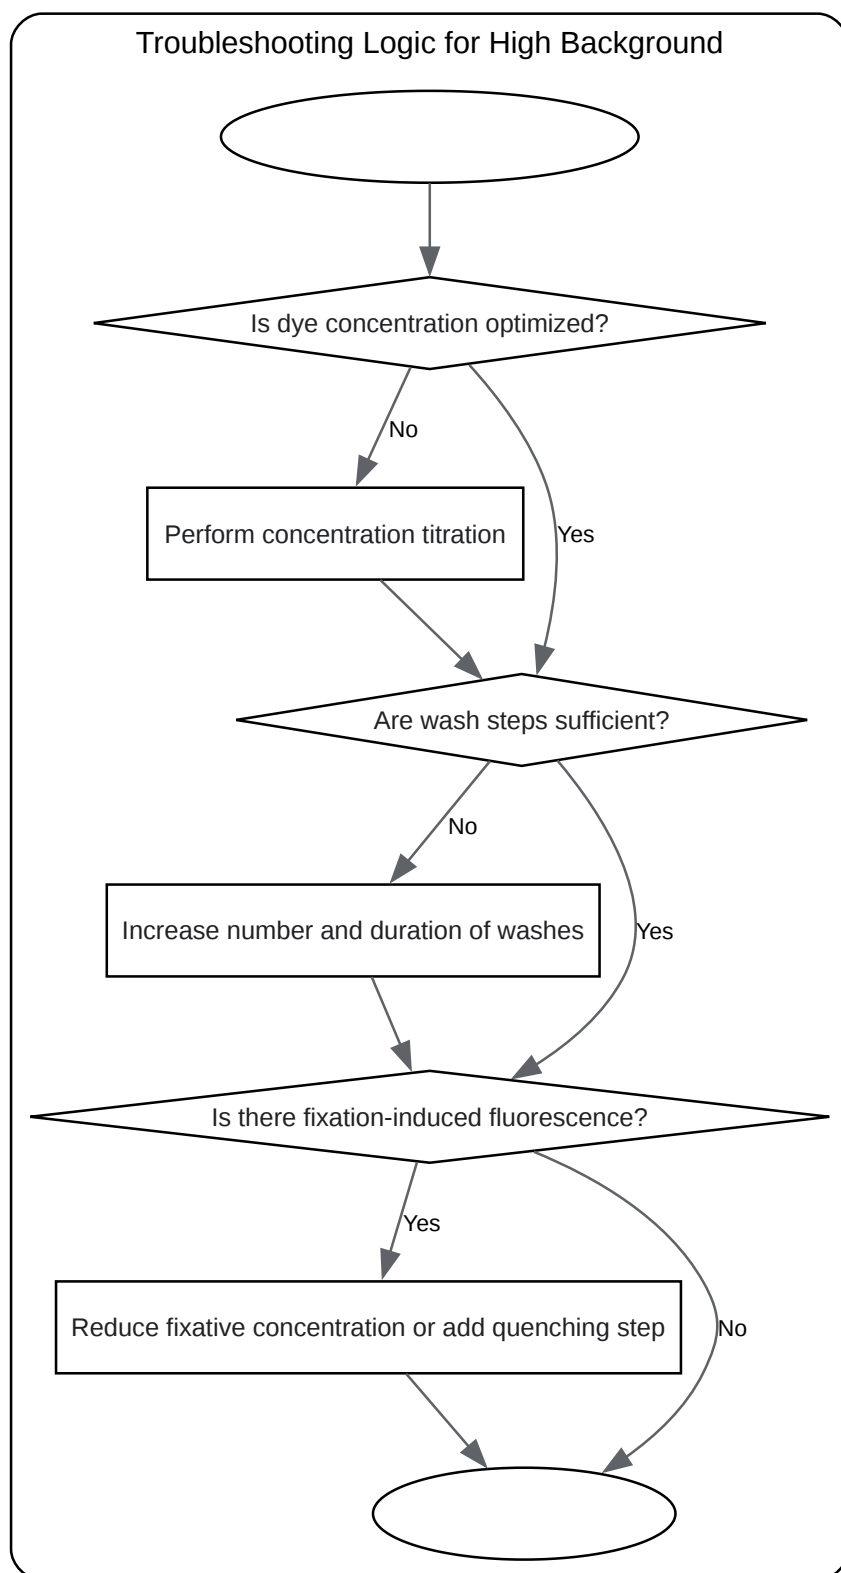 Troubleshooting Logic for High Background
Is dye concentration optimized?
No
Perform concentration titration
Yes
Are wash steps sufficient?
No
Increase number and duration of washes
Yes
Is there fixation-induced fluorescence?
Yes
Reduce fixative concentration or add quenching step
No